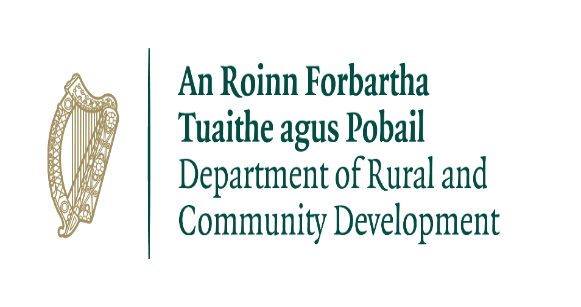 An Roinn Forbartha
Tuaithe agus Pobail
Department of Rural and
Community Development